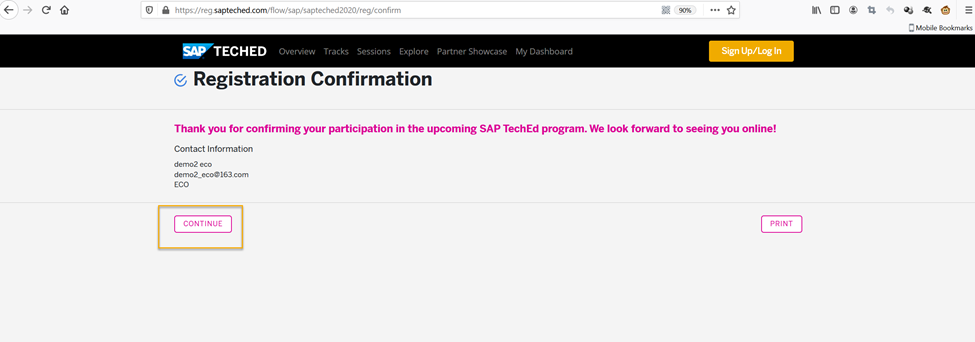 https://reg.sapteched.com/flow/sap/sapteched2020/reg/confirm
90%
Mobile Bookmarks
SAP TECHED
Overview Tracks Sessions Explore Partner Showcase My Dashboard
Sign Up/Log In
Registration Confirmation
Thank you for confirming your participation in the upcoming SAP TechEd program. We look forward to seeing you online!
Contact Information
demo2 eco
demo2_eco@163.com
ECO
CONTINUE
PRINT